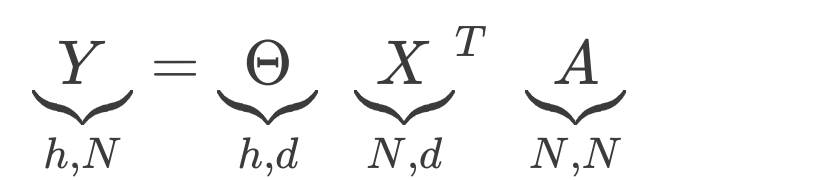 Y = Θ X^T A
h,N h,d N,d N,N